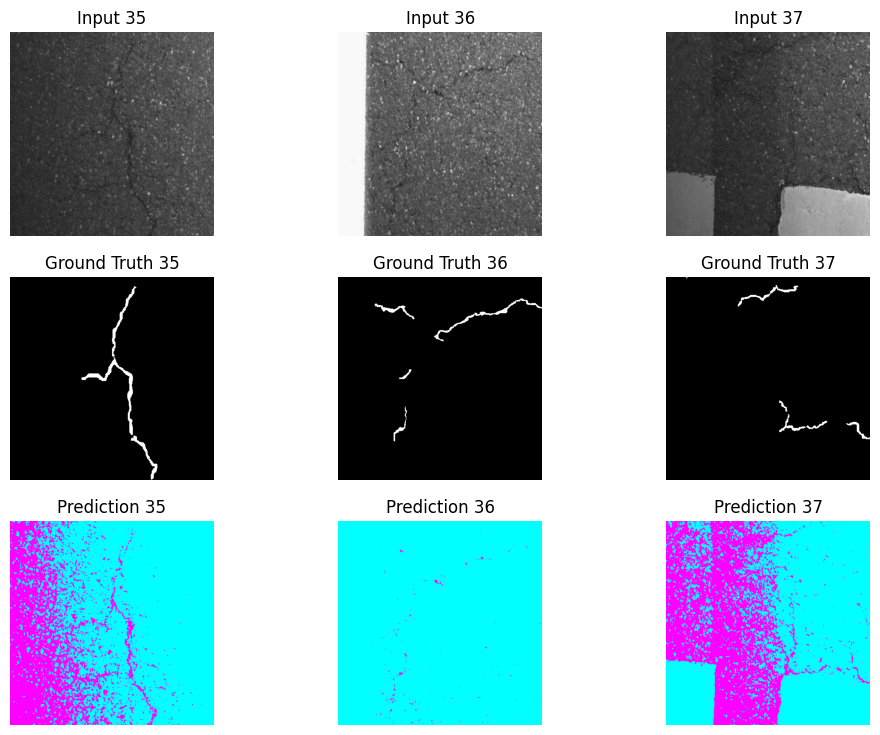 Input 35
Input 36
Input 37
Ground Truth 35
Ground Truth 36
Ground Truth 37
Prediction 35
Prediction 36
Prediction 37